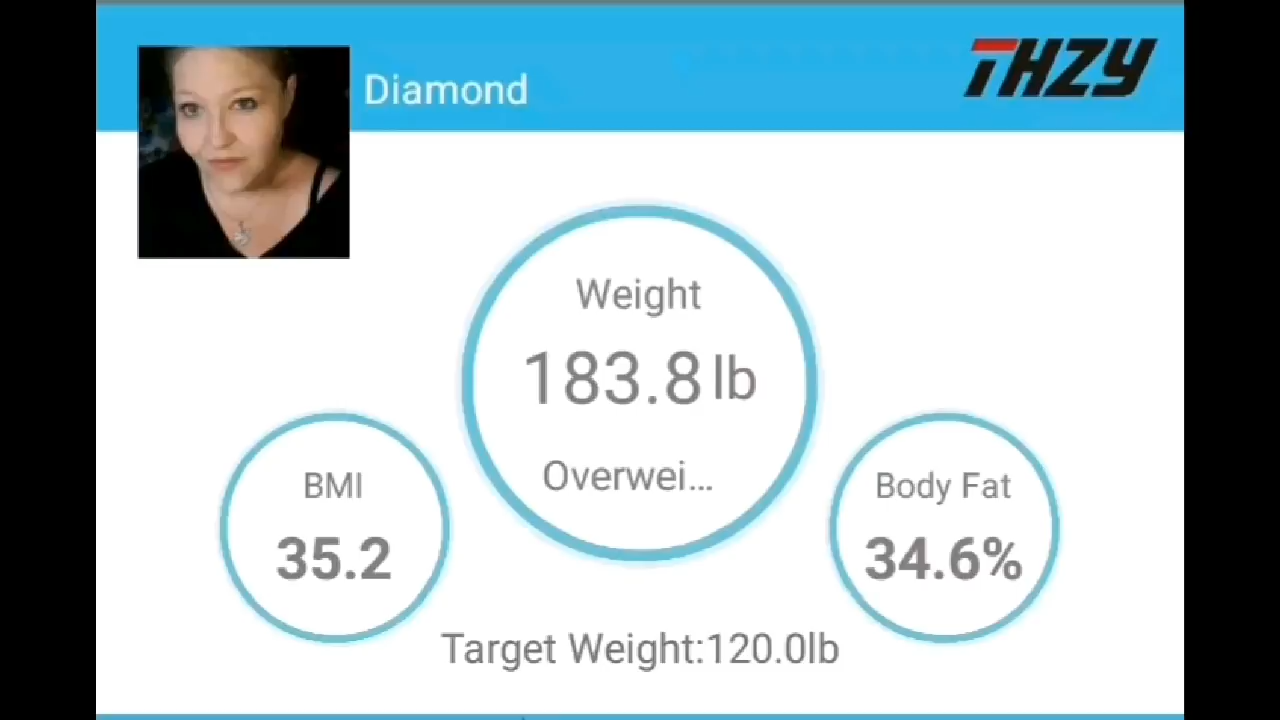 Diamond
THZY
Weight
183.8 lb
Overwei...
BMI
35.2
Body Fat
34.6%
Target Weight:120.0lb